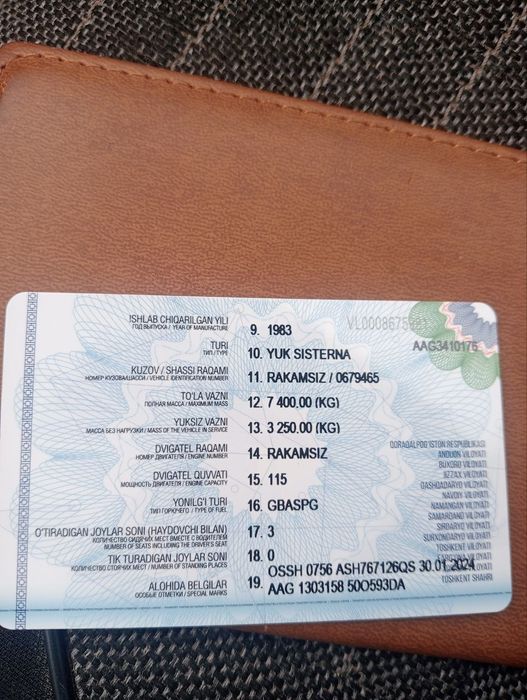 ISHLAB CHIQARILGAN YILI
ГОД ВЫПУСКА / YEAR OF MANUFACTURE
9. 1983
AAG3410176
TURI
ТИП / TYPE
10. YUK SISTERNA
KUZOV / SHASSI RAQAMI
НОМЕР КУЗОВА/ШАССИ / VEHICLE IDENTIFICATION NUMBER
11. RAKAMSIZ / 0679465
TO'LA VAZNI
ПОЛНАЯ МАССА / MAXIMUM MASS
12. 7 400.00 (KG)
YUKSIZ VAZNI
МАССА БЕЗ НАГРУЗКИ / MASS OF THE VEHICLE IN SERVICE
13. 3 250.00 (KG)
DVIGATEL RAQAMI
НОМЕР ДВИГАТЕЛЯ / ENGINE NUMBER
14. RAKAMSIZ
DVIGATEL QUVVATI
МОЩНОСТЬ ДВИГАТЕЛЯ / ENGINE CAPACITY
15. 115
YONILG'I TURI
ТИП ГОРЮЧЕГО / TYPE OF FUEL
16. GBASPG
O'TIRADIGAN JOYLAR SONI (HAYDOVCHI BILAN)
КОЛИЧЕСТВО СИДЯЧИХ МЕСТ ВМЕСТЕ С ВОДИТЕЛЕМ
NUMBER OF SEATS INCLUDING THE DRIVER'S SEAT
17. 3
TIK TURADIGAN JOYLAR SONI
КОЛИЧЕСТВО СТОЯЧИХ МЕСТ / NUMBER OF STANDING PLACES
18. 0
ALOHIDA BELGILAR
ОСОБЫЕ ОТМЕТКИ / SPECIAL MARKS
19. OSSH 0756 ASH767126QS 30.01.2024
AAG 1303158 50O593DA
QORAQALPOG'ISTON RESPUBLIKASI
ANDIJON VILOYATI
BUXORO VILOYATI
JIZZAX VILOYATI
QASHQADARYO VILOYATI
NAVOIY VILOYATI
NAMANGAN VILOYATI
SAMARQAND VILOYATI
SIRDARYO VILOYATI
SURXONDARYO VILOYATI
TOSHKENT VILOYATI
TOSHKENT SHAHRI